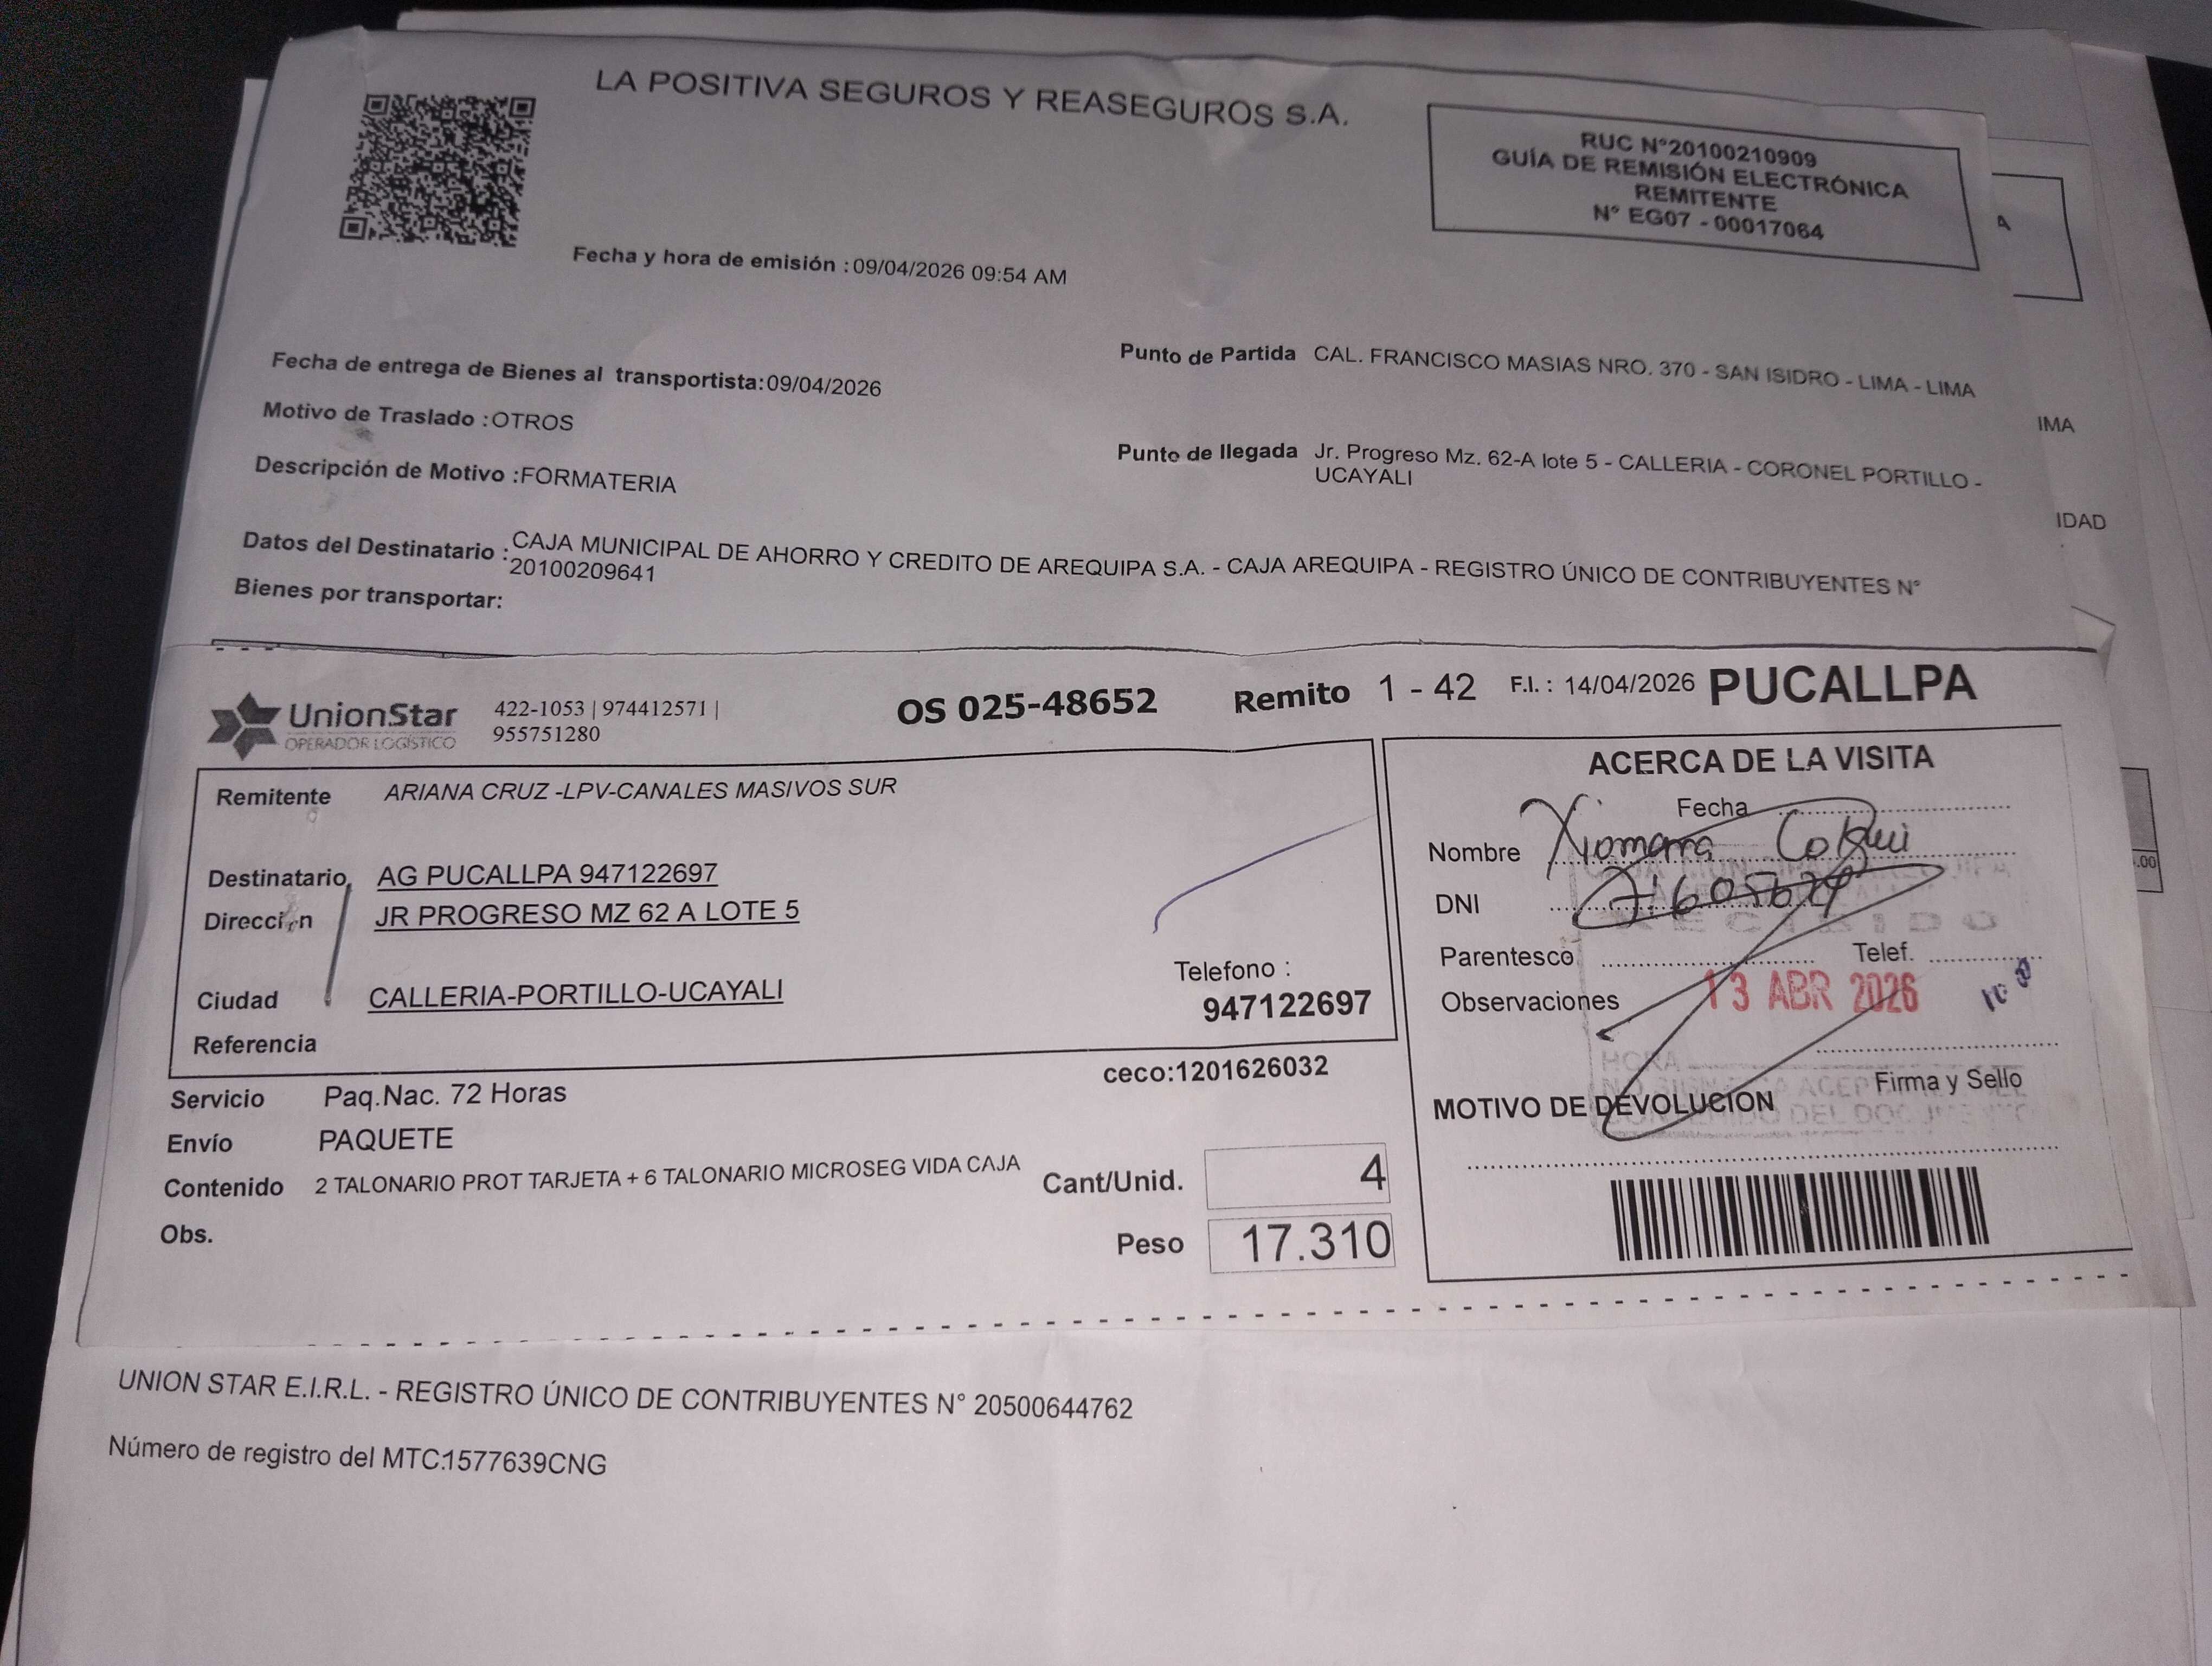 LA POSITIVA SEGUROS Y REASEGUROS S.A.
RUC N°20100210909
GUÍA DE REMISIÓN ELECTRÓNICA
REMITENTE
N° EG07 - 00017064
A
Fecha y hora de emisión :09/04/2026 09:54 AM
Fecha de entrega de Bienes al transportista:09/04/2026
Punto de Partida CAL. FRANCISCO MASIAS NRO. 370 - SAN ISIDRO - LIMA - LIMA
IMA
Motivo de Traslado :OTROS
Punto de llegada Jr. Progreso Mz. 62-A lote 5 - CALLERIA - CORONEL PORTILLO -
UCAYALI
Descripción de Motivo :FORMATERIA
IDAD
Datos del Destinatario :CAJA MUNICIPAL DE AHORRO Y CREDITO DE AREQUIPA S.A. - CAJA AREQUIPA - REGISTRO ÚNICO DE CONTRIBUYENTES N°
20100209641
Bienes por transportar:
UnionStar
OPERADOR LOGÍSTICO
422-1053 | 974412571 |
955751280
OS 025-48652 Remito 1 - 42 F.I. : 14/04/2026 PUCALLPA
Remitente ARIANA CRUZ -LPV-CANALES MASIVOS SUR
Destinatario AG PUCALLPA 947122697
Dirección JR PROGRESO MZ 62 A LOTE 5
Ciudad CALLERIA-PORTILLO-UCAYALI
Telefono :
947122697
Referencia
ceco:1201626032
Servicio Paq.Nac. 72 Horas
Envío PAQUETE
Contenido 2 TALONARIO PROT TARJETA + 6 TALONARIO MICROSEG VIDA CAJA
Cant/Unid. 4
Obs.
Peso 17.310
ACERCA DE LA VISITA
Fecha
Nombre Xiomara
DNI
RECIBIDO
Parentesco Telef.
Observaciones 13 ABR 2026
HORA
Firma y Sello
MOTIVO DE DEVOLUCION
.00
UNION STAR E.I.R.L. - REGISTRO ÚNICO DE CONTRIBUYENTES N° 20500644762
Número de registro del MTC:1577639CNG